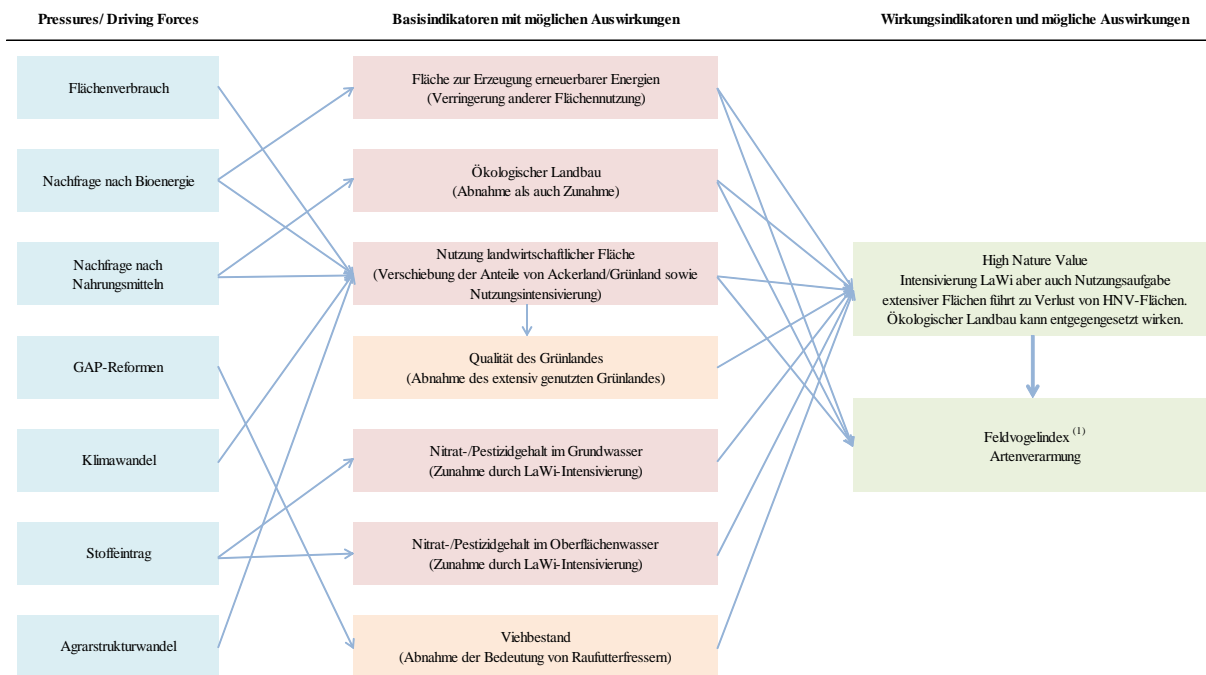 Pressures/ Driving Forces
Basisindikatoren mit möglichen Auswirkungen
Wirkungsindikatoren und mögliche Auswirkungen
Flächenverbrauch
Nachfrage nach Bioenergie
Nachfrage nach
Nahrungsmitteln
GAP-Reformen
Klimawandel
Stoffeintrag
Agrarstrukturwandel
Fläche zur Erzeugung erneuerbarer Energien
(Verringerung anderer Flächennutzung)
Ökologischer Landbau
(Abnahme als auch Zunahme)
Nutzung landwirtschaftlicher Fläche
(Verschiebung der Anteile von Ackerland/Grünland sowie
Nutzungsintensivierung)
Qualität des Grünlandes
(Abnahme des extensiv genutzten Grünlandes)
Nitrat-/Pestizidgehalt im Grundwasser
(Zunahme durch LaWi-Intensivierung)
Nitrat-/Pestizidgehalt im Oberflächenwasser
(Zunahme durch LaWi-Intensivierung)
Viehbestand
(Abnahme der Bedeutung von Raufutterfressern)
High Nature Value
Intensivierung LaWi aber auch Nutzungsaufgabe
extensiver Flächen führt zu Verlust von HNV-Flächen.
Ökologischer Landbau kann entgegengesetzt wirken.
Feldvogelindex (1)
Artenverarmung